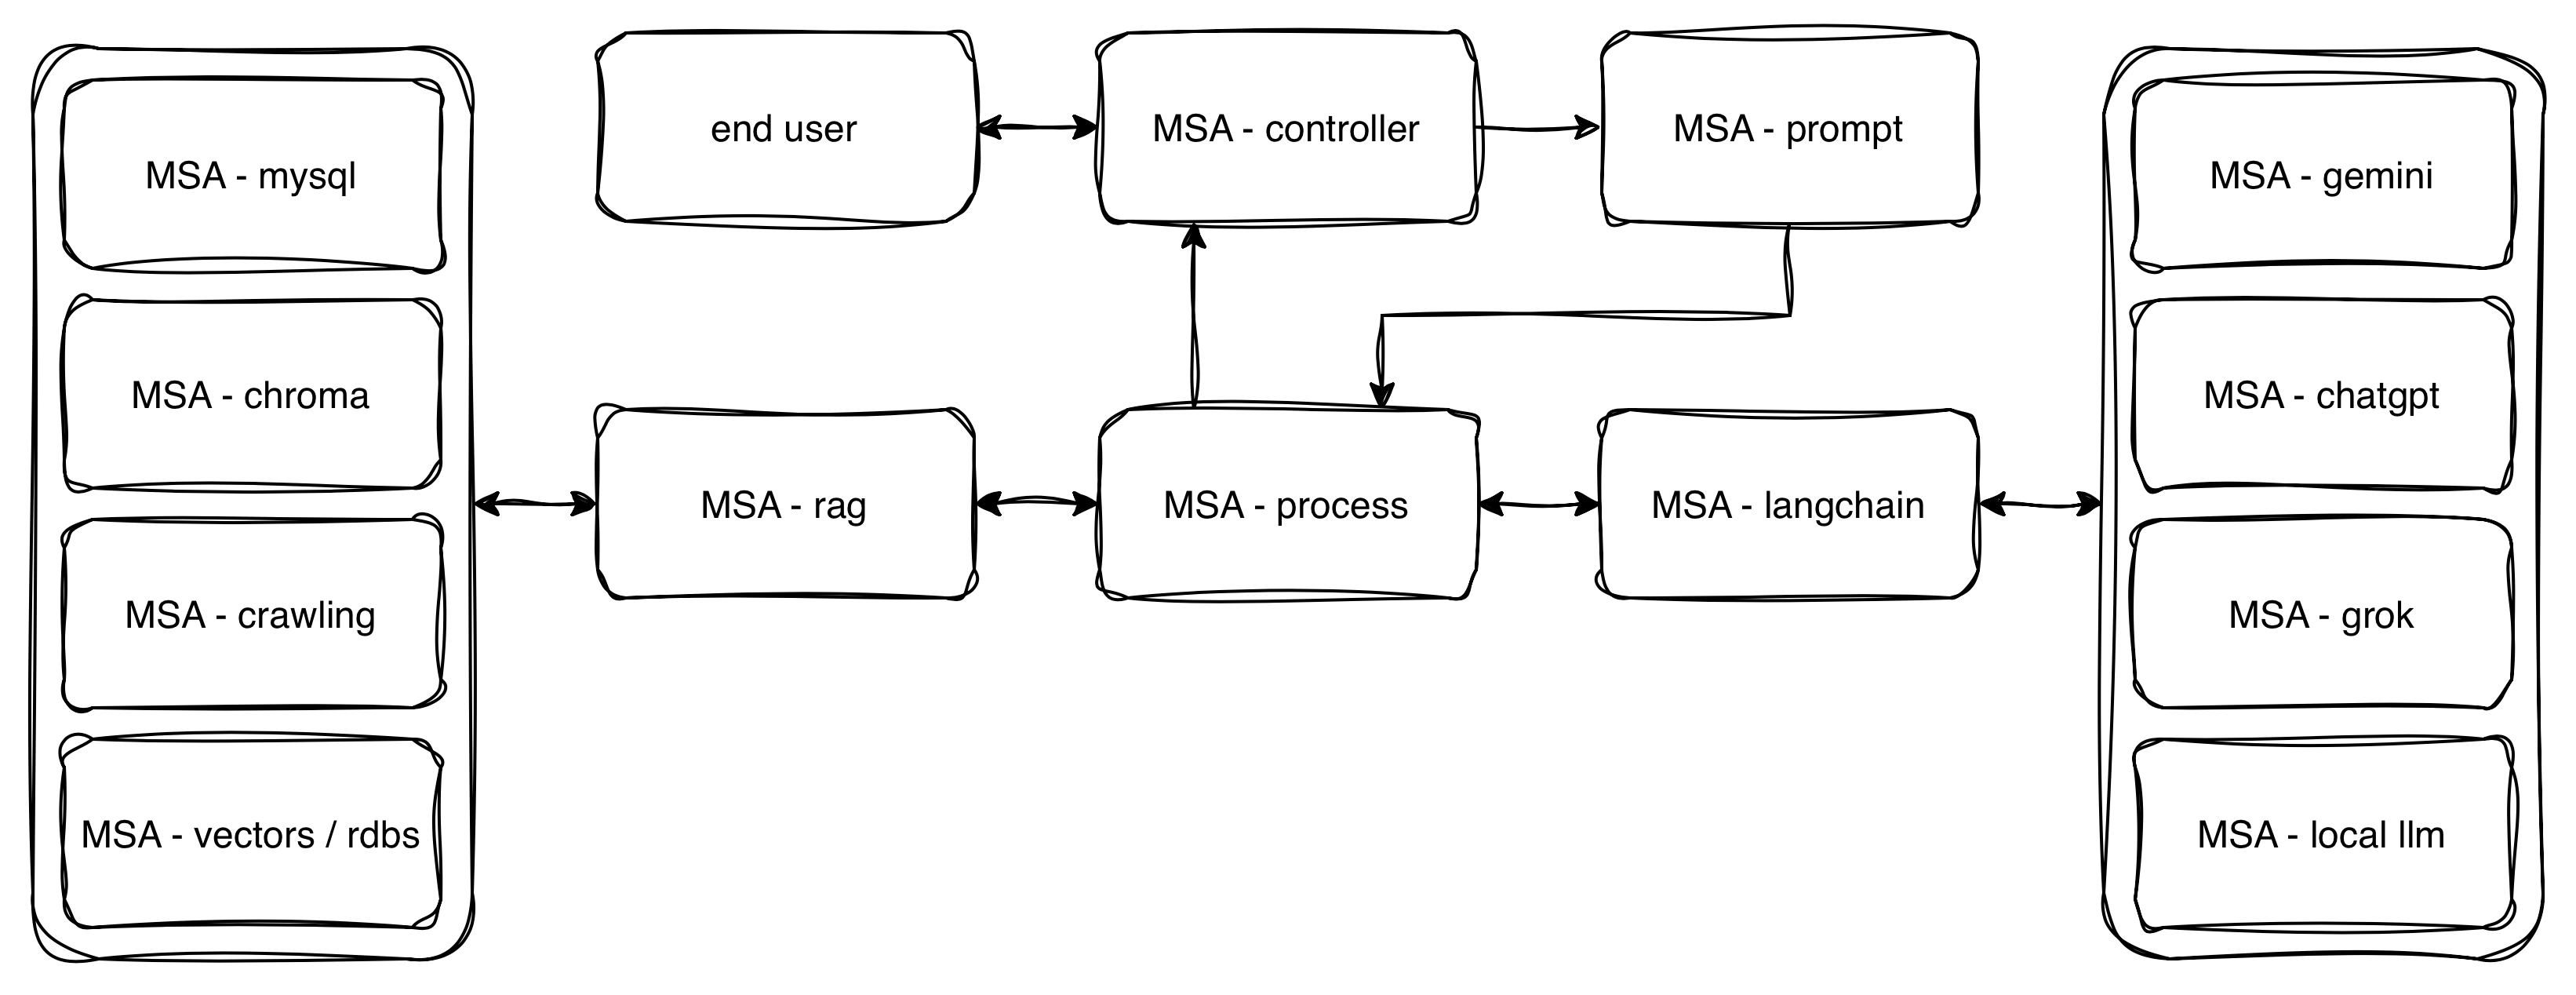 MSA - mysql
MSA - chroma
MSA - crawling
MSA - vectors / rdbs
end user
MSA - controller
MSA - prompt
MSA - rag
MSA - process
MSA - langchain
MSA - gemini
MSA - chatgpt
MSA - grok
MSA - local llm